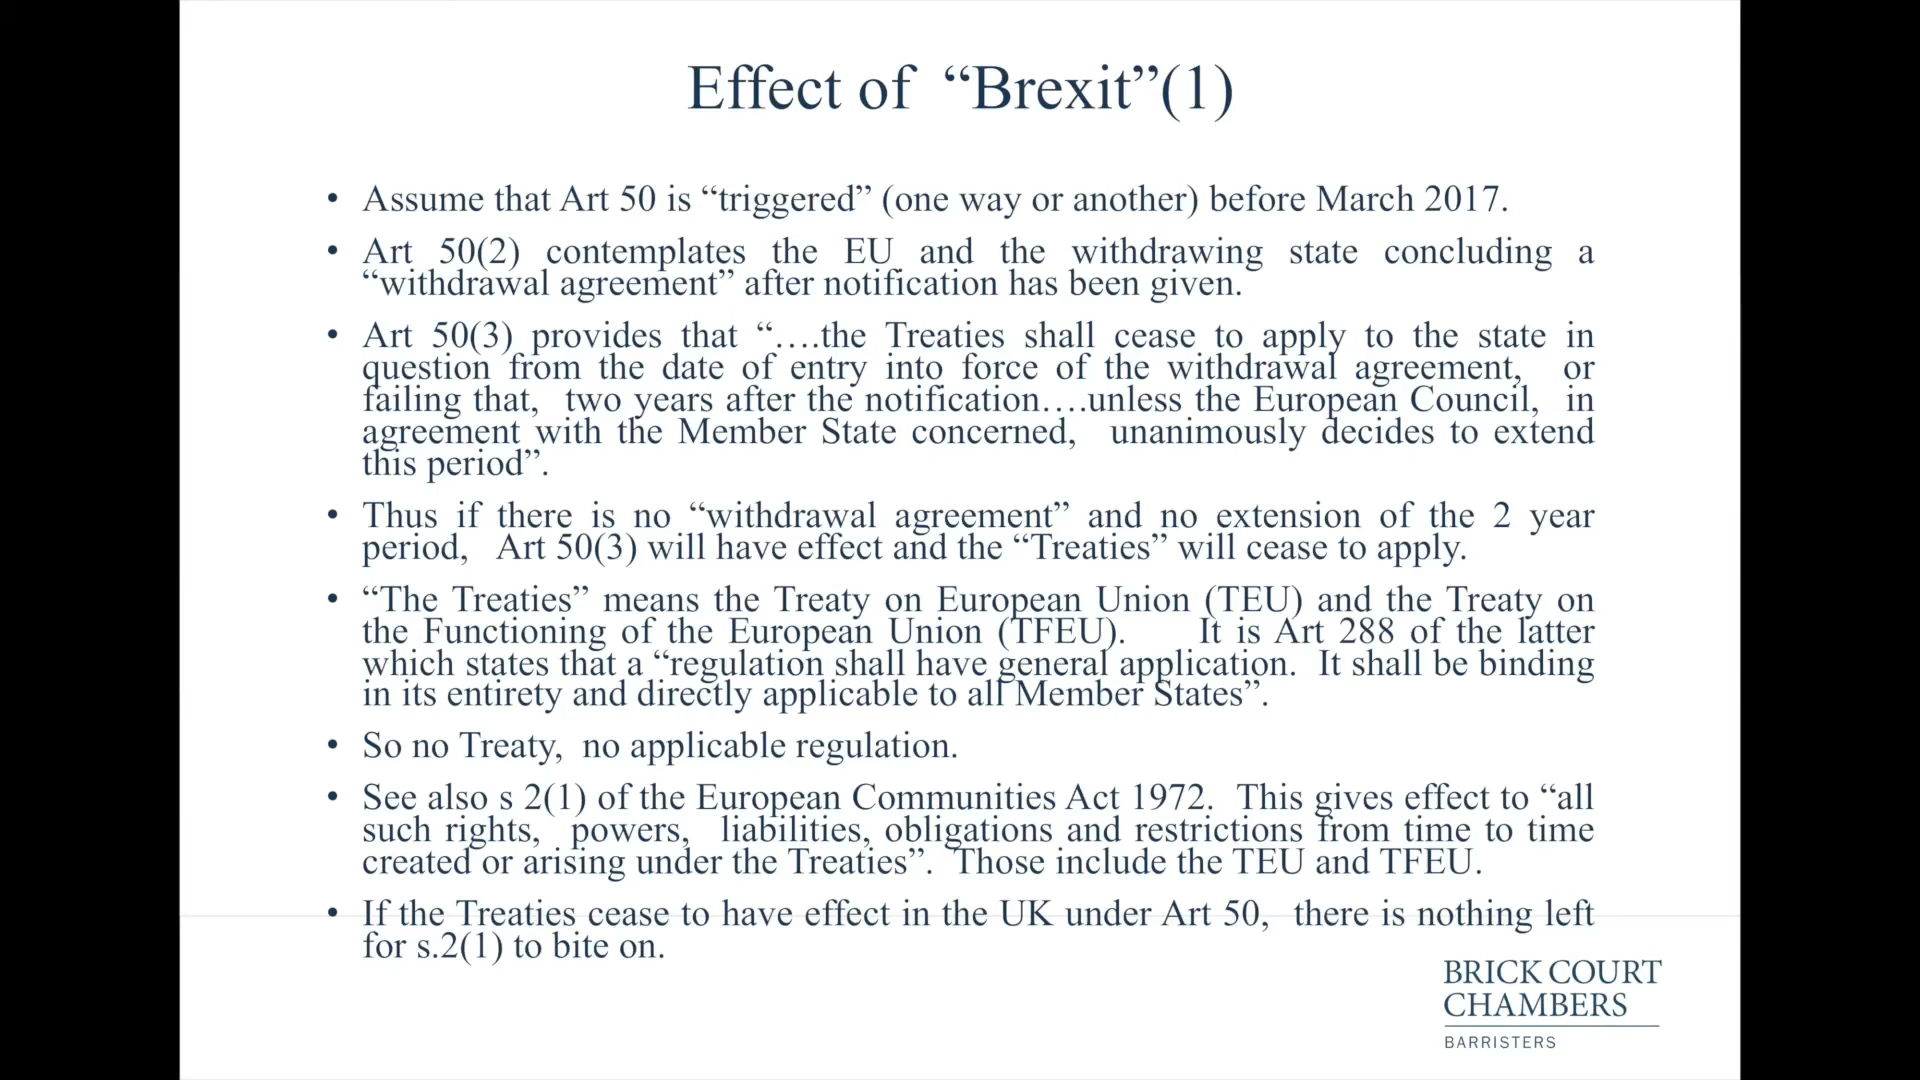 Effect of “Brexit”(1)
• Assume that Art 50 is “triggered” (one way or another) before March 2017.
• Art 50(2) contemplates the EU and the withdrawing state concluding a
“withdrawal agreement” after notification has been given.
• Art 50(3) provides that “….the Treaties shall cease to apply to the state in
question from the date of entry into force of the withdrawal agreement, or
failing that, two years after the notification….unless the European Council, in
agreement with the Member State concerned, unanimously decides to extend
this period”.
• Thus if there is no “withdrawal agreement” and no extension of the 2 year
period, Art 50(3) will have effect and the “Treaties” will cease to apply.
• “The Treaties” means the Treaty on European Union (TEU) and the Treaty on
the Functioning of the European Union (TFEU). It is Art 288 of the latter
which states that a “regulation shall have general application. It shall be binding
in its entirety and directly applicable to all Member States”.
• So no Treaty, no applicable regulation.
• See also s 2(1) of the European Communities Act 1972. This gives effect to “all
such rights, powers, liabilities, obligations and restrictions from time to time
created or arising under the Treaties”. Those include the TEU and TFEU.
• If the Treaties cease to have effect in the UK under Art 50, there is nothing left
for s.2(1) to bite on.
BRICK COURT
CHAMBERS
BARRISTERS